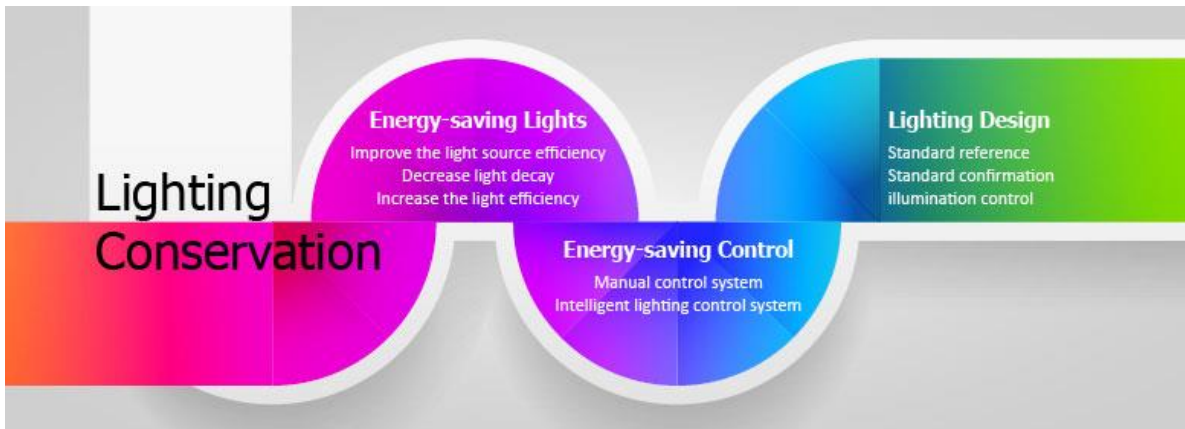 Lighting
Conservation
Energy-saving Lights
Improve the light source efficiency
Decrease light decay
Increase the light efficiency
Energy-saving Control
Manual control system
Intelligent lighting control system
Lighting Design
Standard reference
Standard confirmation
illumination control